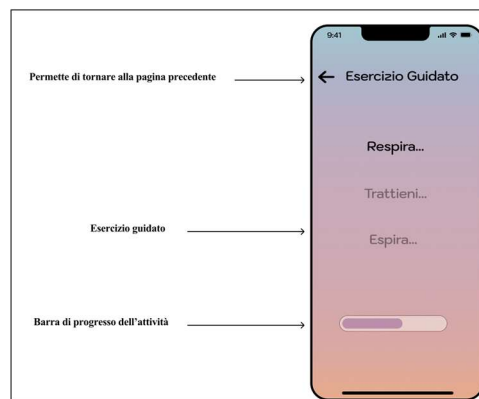 9:41
Permette di tornare alla pagina precedente
Esercizio Guidato
Respira...
Trattieni...
Esercizio guidato
Espira...
Barra di progresso dell'attività